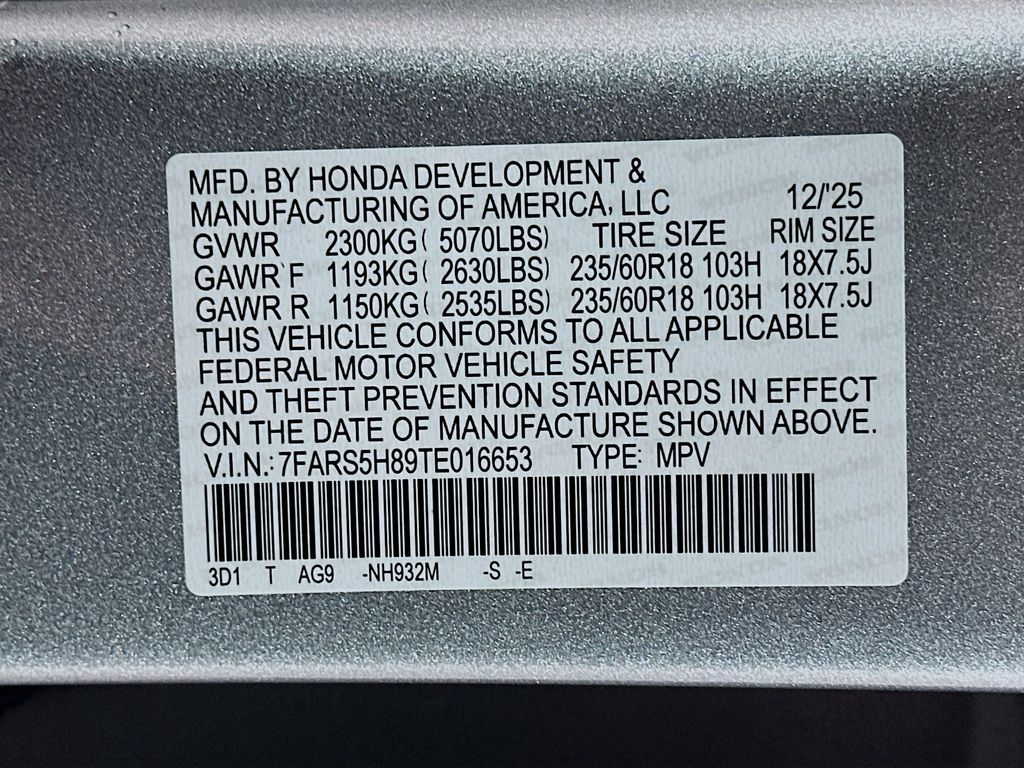 MFD. BY HONDA DEVELOPMENT &
MANUFACTURING OF AMERICA, LLC 12/'25
GVWR 2300KG( 5070LBS) TIRE SIZE RIM SIZE
GAWR F 1193KG( 2630LBS) 235/60R18 103H 18X7.5J
GAWR R 1150KG( 2535LBS) 235/60R18 103H 18X7.5J
THIS VEHICLE CONFORMS TO ALL APPLICABLE
FEDERAL MOTOR VEHICLE SAFETY
AND THEFT PREVENTION STANDARDS IN EFFECT
ON THE DATE OF MANUFACTURE SHOWN ABOVE.
V.I.N.: 7FARS5H89TE016653 TYPE: MPV
3D1 T AG9 -NH932M -S -E